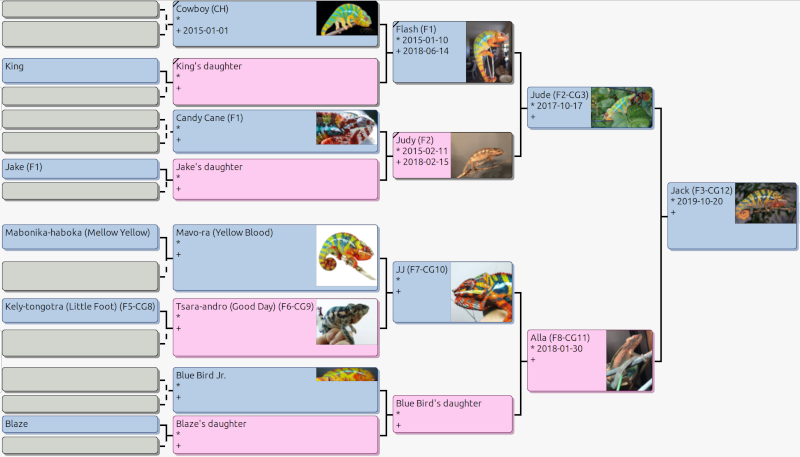 Cowboy (CH)
*
+ 2015-01-01
King
King's daughter
*
+
Candy Cane (F1)
*
+
Jake (F1)
Jake's daughter
*
+
Mabonika-haboka (Mellow Yellow)
Mavo-ra (Yellow Blood)
*
+
Kely-tongotra (Little Foot) (F5-CG8)
Tsara-andro (Good Day) (F6-CG9)
*
+
Blue Bird Jr.
*
+
Blaze
Blaze's daughter
*
+
Flash (F1)
* 2015-01-10
+ 2018-06-14
Judy (F2)
* 2015-02-11
+ 2018-02-15
JJ (F7-CG10)
*
+
Blue Bird's daughter
*
+
Jude (F2-CG3)
* 2017-10-17
+
Alla (F8-CG11)
* 2018-01-30
+
Jack (F3-CG12)
* 2019-10-20
+